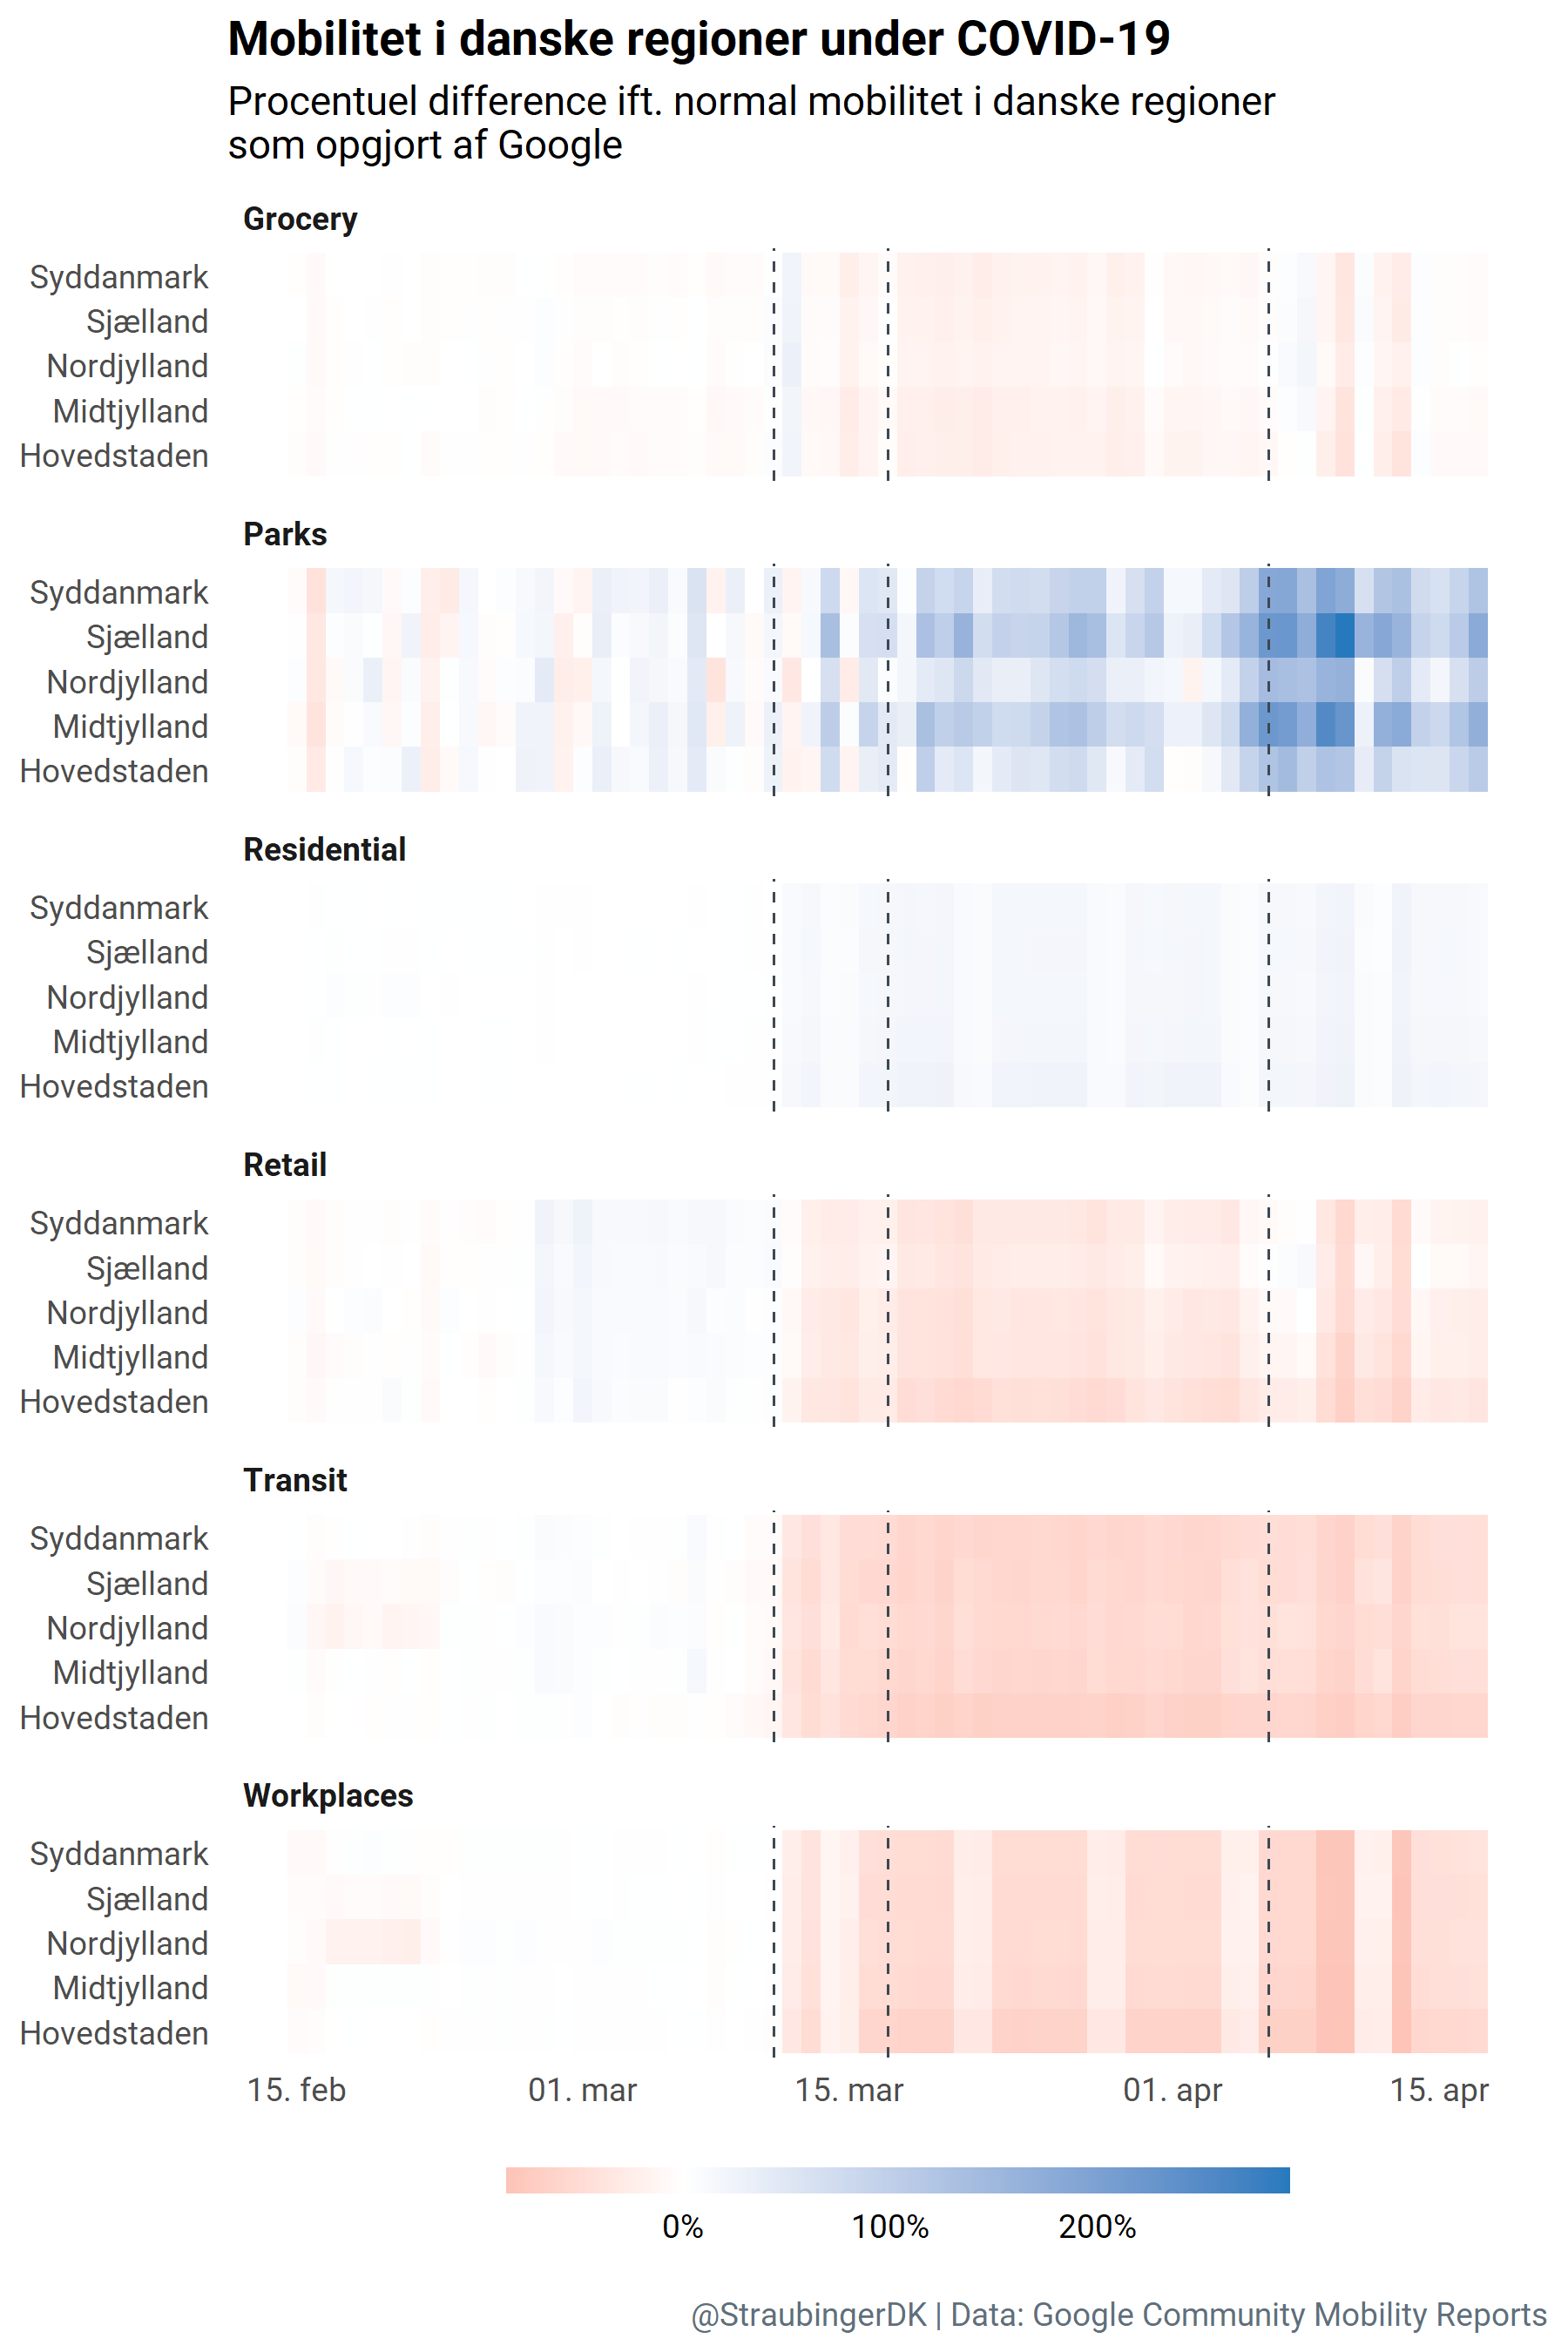 Mobilitet i danske regioner under COVID-19
Procentuel difference ift. normal mobilitet i danske regioner
som opgjort af Google
Grocery
Syddanmark
Sjælland
Nordjylland
Midtjylland
Hovedstaden
Parks
Syddanmark
Sjælland
Nordjylland
Midtjylland
Hovedstaden
Residential
Syddanmark
Sjælland
Nordjylland
Midtjylland
Hovedstaden
Retail
Syddanmark
Sjælland
Nordjylland
Midtjylland
Hovedstaden
Transit
Syddanmark
Sjælland
Nordjylland
Midtjylland
Hovedstaden
Workplaces
Syddanmark
Sjælland
Nordjylland
Midtjylland
Hovedstaden
15. feb 01. mar 15. mar 01. apr 15. apr
0% 100% 200%
@StraubingerDK | Data: Google Community Mobility Reports